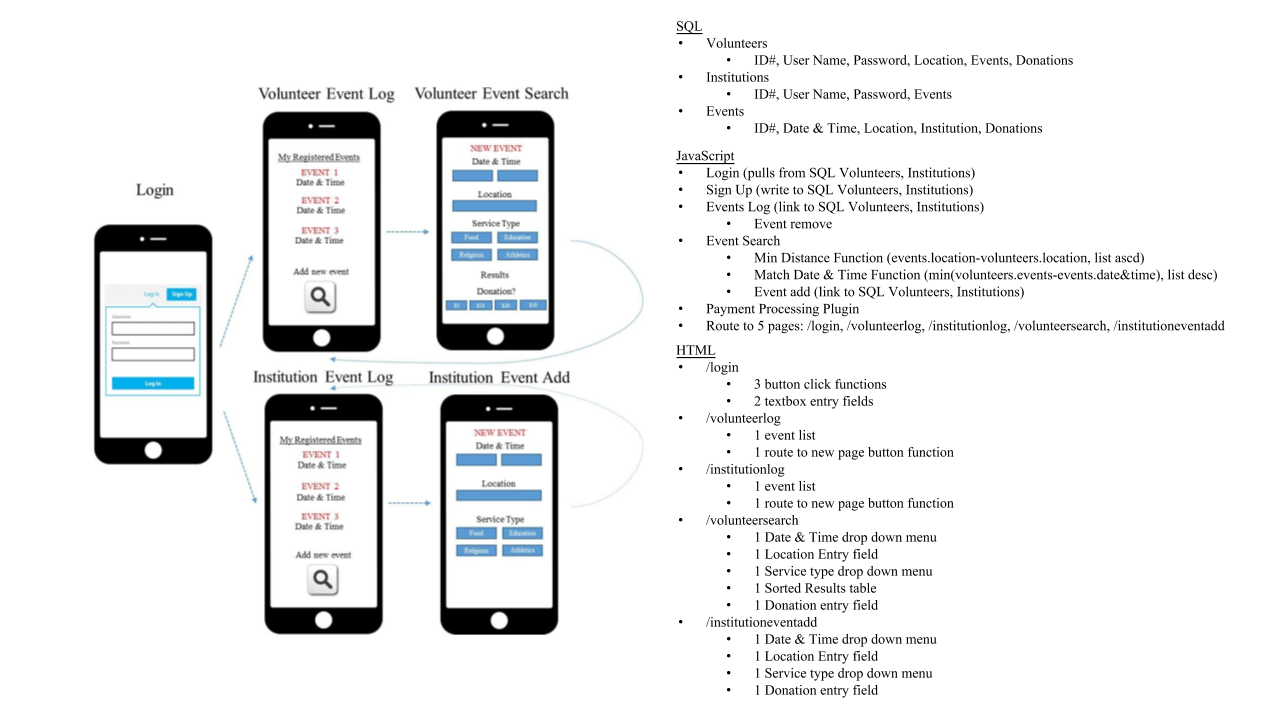 Login
Log In
Sign Up
Username
Password
Log In
Volunteer Event Log
My Registered Events
EVENT 1
Date & Time
EVENT 2
Date & Time
EVENT 3
Date & Time
Add new event
Volunteer Event Search
NEW EVENT
Date & Time
Location
Service Type
Food
Education
Religious
Athletics
Results
Donation?
$5
$10
$20
$50
Institution Event Log
My Registered Events
EVENT 1
Date & Time
EVENT 2
Date & Time
EVENT 3
Date & Time
Add new event
Institution Event Add
NEW EVENT
Date & Time
Location
Service Type
Food
Education
Religious
Athletics
SQL
• Volunteers
• ID#, User Name, Password, Location, Events, Donations
• Institutions
• ID#, User Name, Password, Events
• Events
• ID#, Date & Time, Location, Institution, Donations
JavaScript
• Login (pulls from SQL Volunteers, Institutions)
• Sign Up (write to SQL Volunteers, Institutions)
• Events Log (link to SQL Volunteers, Institutions)
• Event remove
• Event Search
• Min Distance Function (events.location-volunteers.location, list ascd)
• Match Date & Time Function (min(volunteers.events-events.date&time), list desc)
• Event add (link to SQL Volunteers, Institutions)
• Payment Processing Plugin
• Route to 5 pages: /login, /volunteerlog, /institutionlog, /volunteersearch, /institutioneventadd
HTML
• /login
• 3 button click functions
• 2 textbox entry fields
• /volunteerlog
• 1 event list
• 1 route to new page button function
• /institutionlog
• 1 event list
• 1 route to new page button function
• /volunteersearch
• 1 Date & Time drop down menu
• 1 Location Entry field
• 1 Service type drop down menu
• 1 Sorted Results table
• 1 Donation entry field
• /institutioneventadd
• 1 Date & Time drop down menu
• 1 Location Entry field
• 1 Service type drop down menu
• 1 Donation entry field